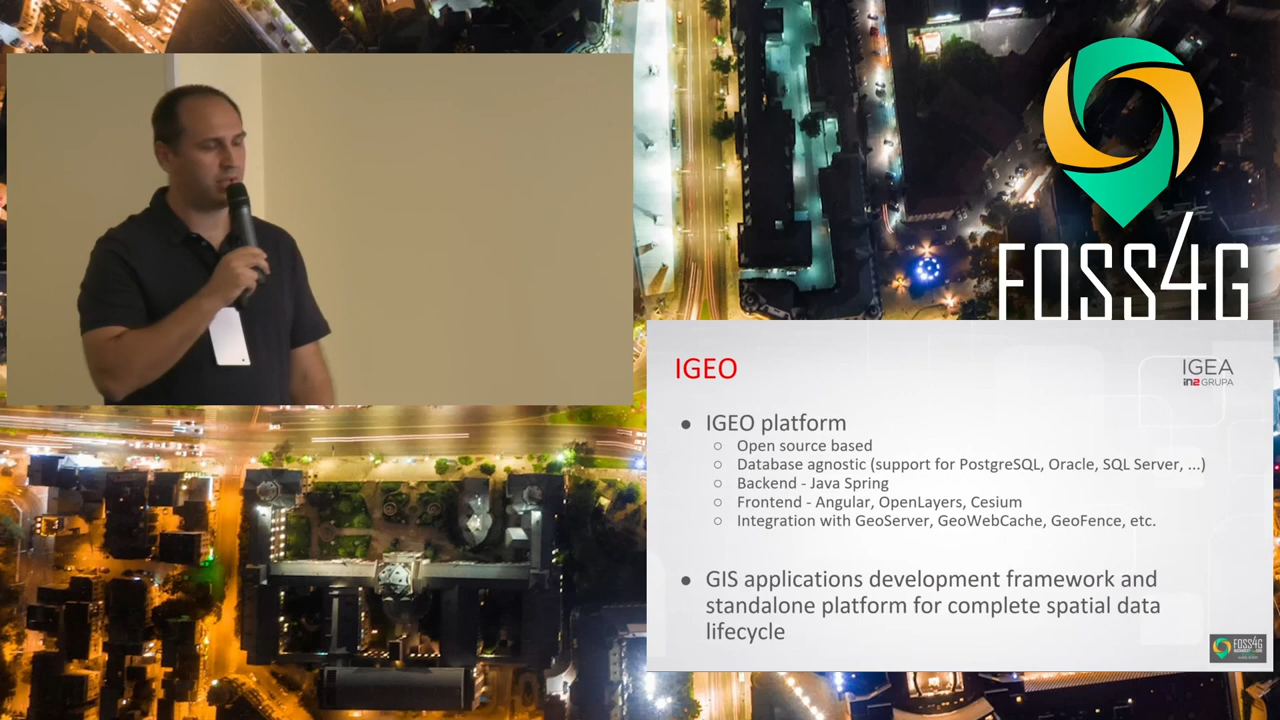 FOSS4G
IGEO
IGEA
in2 GRUPA
● IGEO platform
○ Open source based
○ Database agnostic (support for PostgreSQL, Oracle, SQL Server, ...)
○ Backend - Java Spring
○ Frontend - Angular, OpenLayers, Cesium
○ Integration with GeoServer, GeoWebCache, GeoFence, etc.
● GIS applications development framework and
standalone platform for complete spatial data
lifecycle
FOSS4G